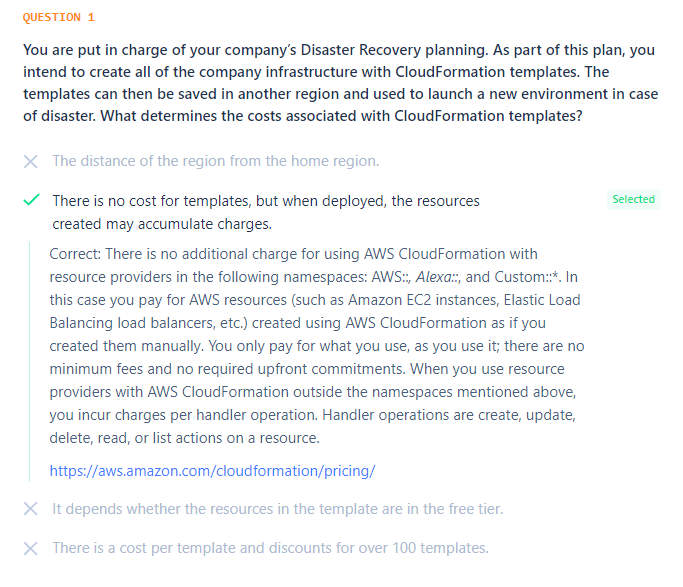 QUESTION 1
You are put in charge of your company's Disaster Recovery planning. As part of this plan, you
intend to create all of the company infrastructure with CloudFormation templates. The
templates can then be saved in another region and used to launch a new environment in case
of disaster. What determines the costs associated with CloudFormation templates?
The distance of the region from the home region.
There is no cost for templates, but when deployed, the resources
created may accumulate charges.
Selected
Correct: There is no additional charge for using AWS CloudFormation with
resource providers in the following namespaces: AWS::, Alexa::, and Custom::*. In
this case you pay for AWS resources (such as Amazon EC2 instances, Elastic Load
Balancing load balancers, etc.) created using AWS CloudFormation as if you
created them manually. You only pay for what you use, as you use it; there are no
minimum fees and no required upfront commitments. When you use resource
providers with AWS CloudFormation outside the namespaces mentioned above,
you incur charges per handler operation. Handler operations are create, update,
delete, read, or list actions on a resource.
https://aws.amazon.com/cloudformation/pricing/
It depends whether the resources in the template are in the free tier.
There is a cost per template and discounts for over 100 templates.